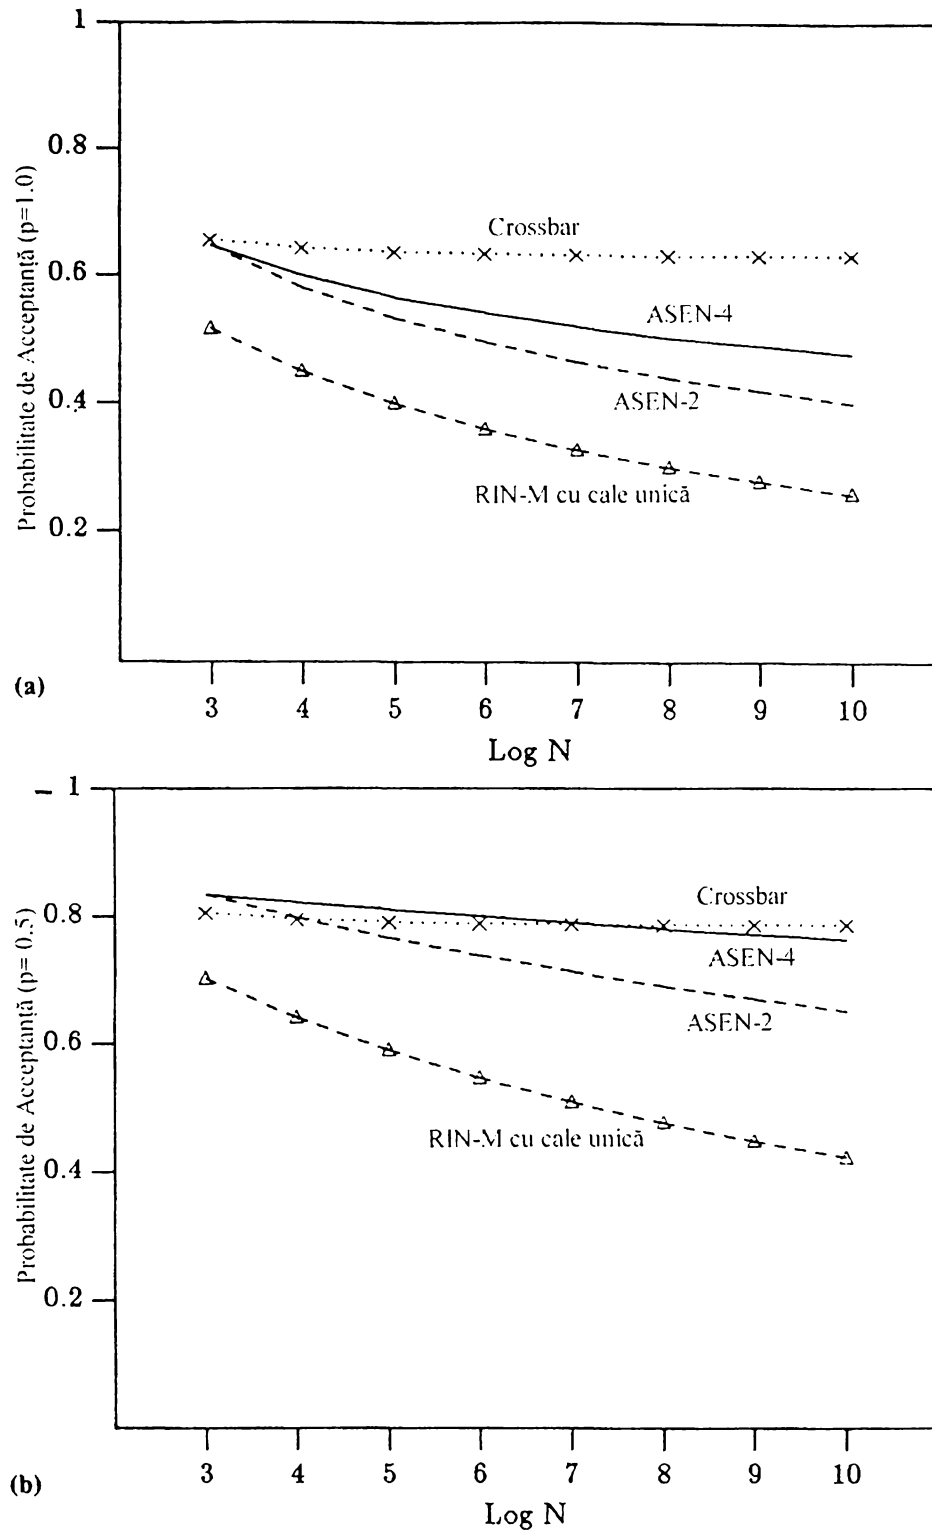 1
0.8
0.6
0.4
0.2
Probabilitate de Acceptanță (p=1.0)
Crossbar
ASEN-4
ASEN-2
RIN-M cu cale unică
(a)
3 4 5 6 7 8 9 10
Log N
– 1
0.8
0.6
0.4
0.2
Probabilitate de Acceptanță (p= 0.5)
Crossbar
ASEN-4
ASEN-2
RIN-M cu cale unică
(b)
3 4 5 6 7 8 9 10
Log N